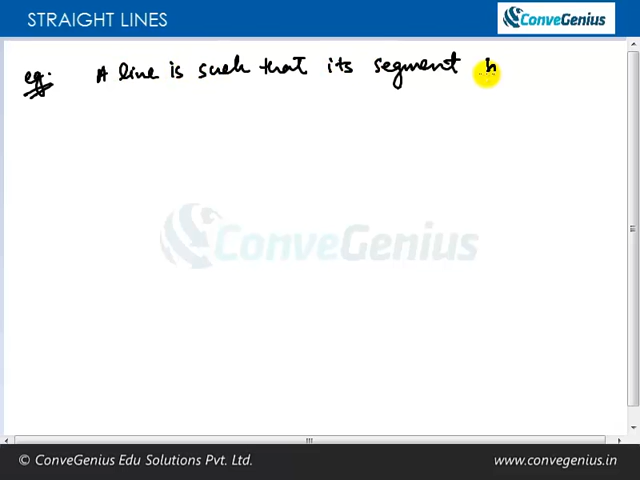 STRAIGHT LINES
ConveGenius
eg. A line is such that its segment
ConveGenius
© ConveGenius Edu Solutions Pvt. Ltd. www.convegenius.in